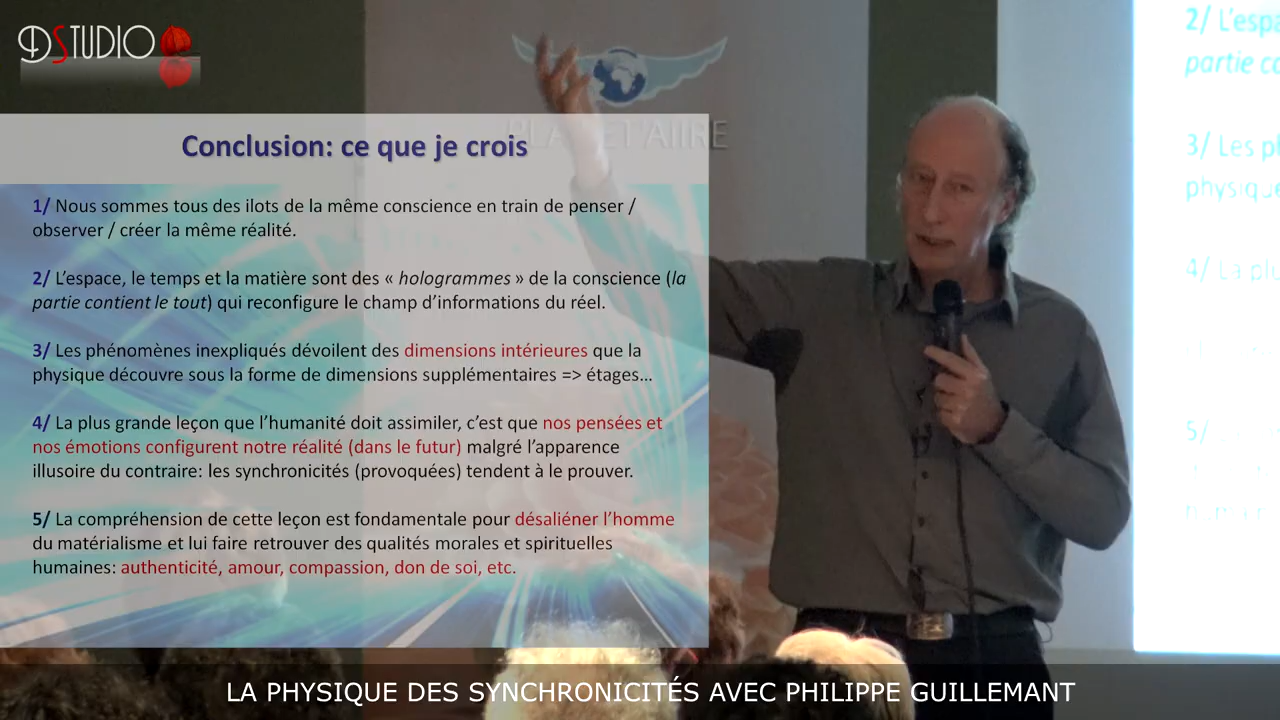 DSTUDIO
PLANET'AIRE
Conclusion: ce que je crois
1/ Nous sommes tous des ilots de la même conscience en train de penser /
observer / créer la même réalité.
2/ L'espace, le temps et la matière sont des « hologrammes » de la conscience (la
partie contient le tout) qui reconfigure le champ d'informations du réel.
3/ Les phénomènes inexpliqués dévoilent des dimensions intérieures que la
physique découvre sous la forme de dimensions supplémentaires => étages...
4/ La plus grande leçon que l'humanité doit assimiler, c'est que nos pensées et
nos émotions configurent notre réalité (dans le futur) malgré l'apparence
illusoire du contraire: les synchronicités (provoquées) tendent à le prouver.
5/ La compréhension de cette leçon est fondamentale pour désaliéner l'homme
du matérialisme et lui faire retrouver des qualités morales et spirituelles
humaines: authenticité, amour, compassion, don de soi, etc.
2/ L'espa
partie co
3/ Les ph
physique
4/ La plu
5/
LA PHYSIQUE DES SYNCHRONICITÉS AVEC PHILIPPE GUILLEMANT